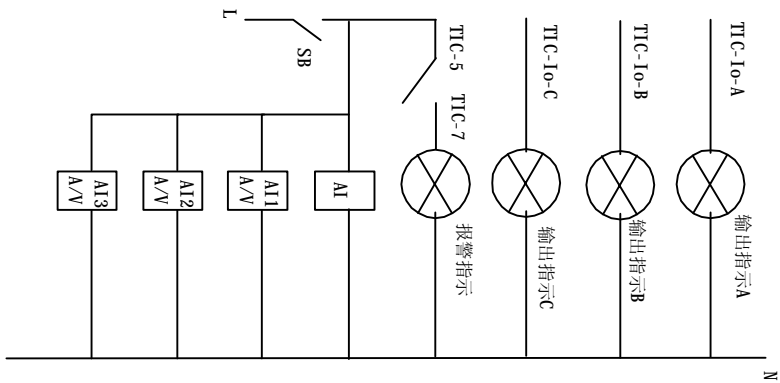 L
SB
TIC-5
TIC-7
TIC-Io-C
TIC-Io-B
TIC-Io-A
AI3
A/V
AI2
A/V
AI1
A/V
AI
报警指示
输出指示C
输出指示B
输出指示A
N